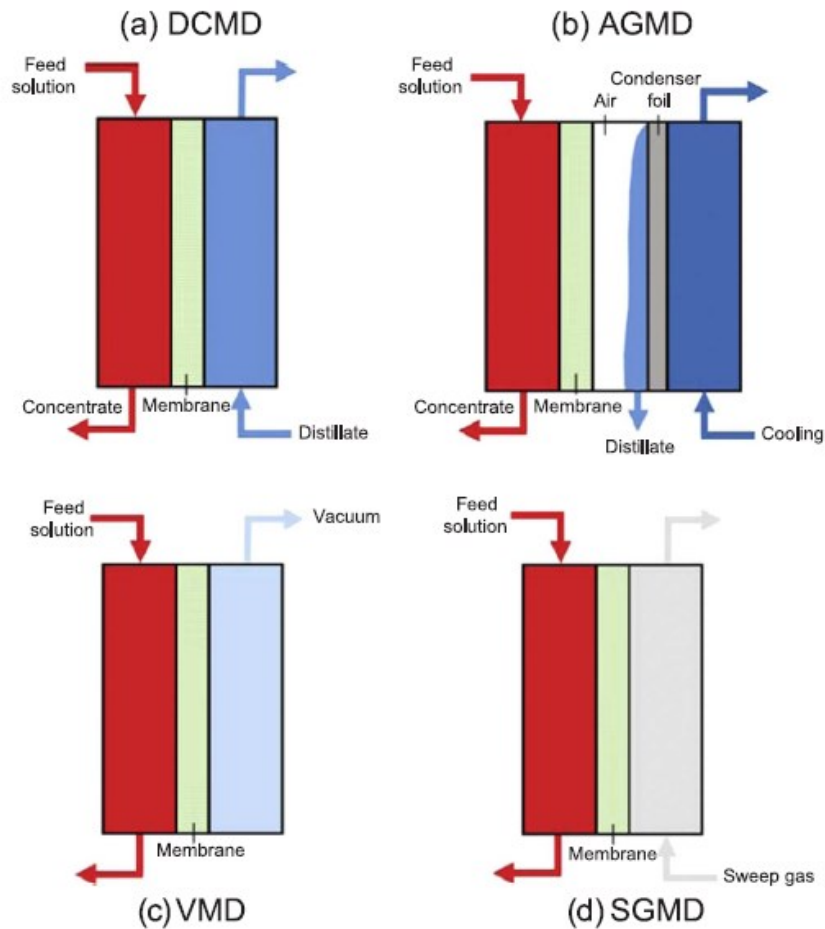 (a) DCMD
Feed
solution
Concentrate
Membrane
Distillate
(b) AGMD
Feed
solution
Air
Condenser
foil
Concentrate
Membrane
Distillate
Cooling
Feed
solution
Vacuum
Membrane
(c) VMD
Feed
solution
Membrane
Sweep gas
(d) SGMD